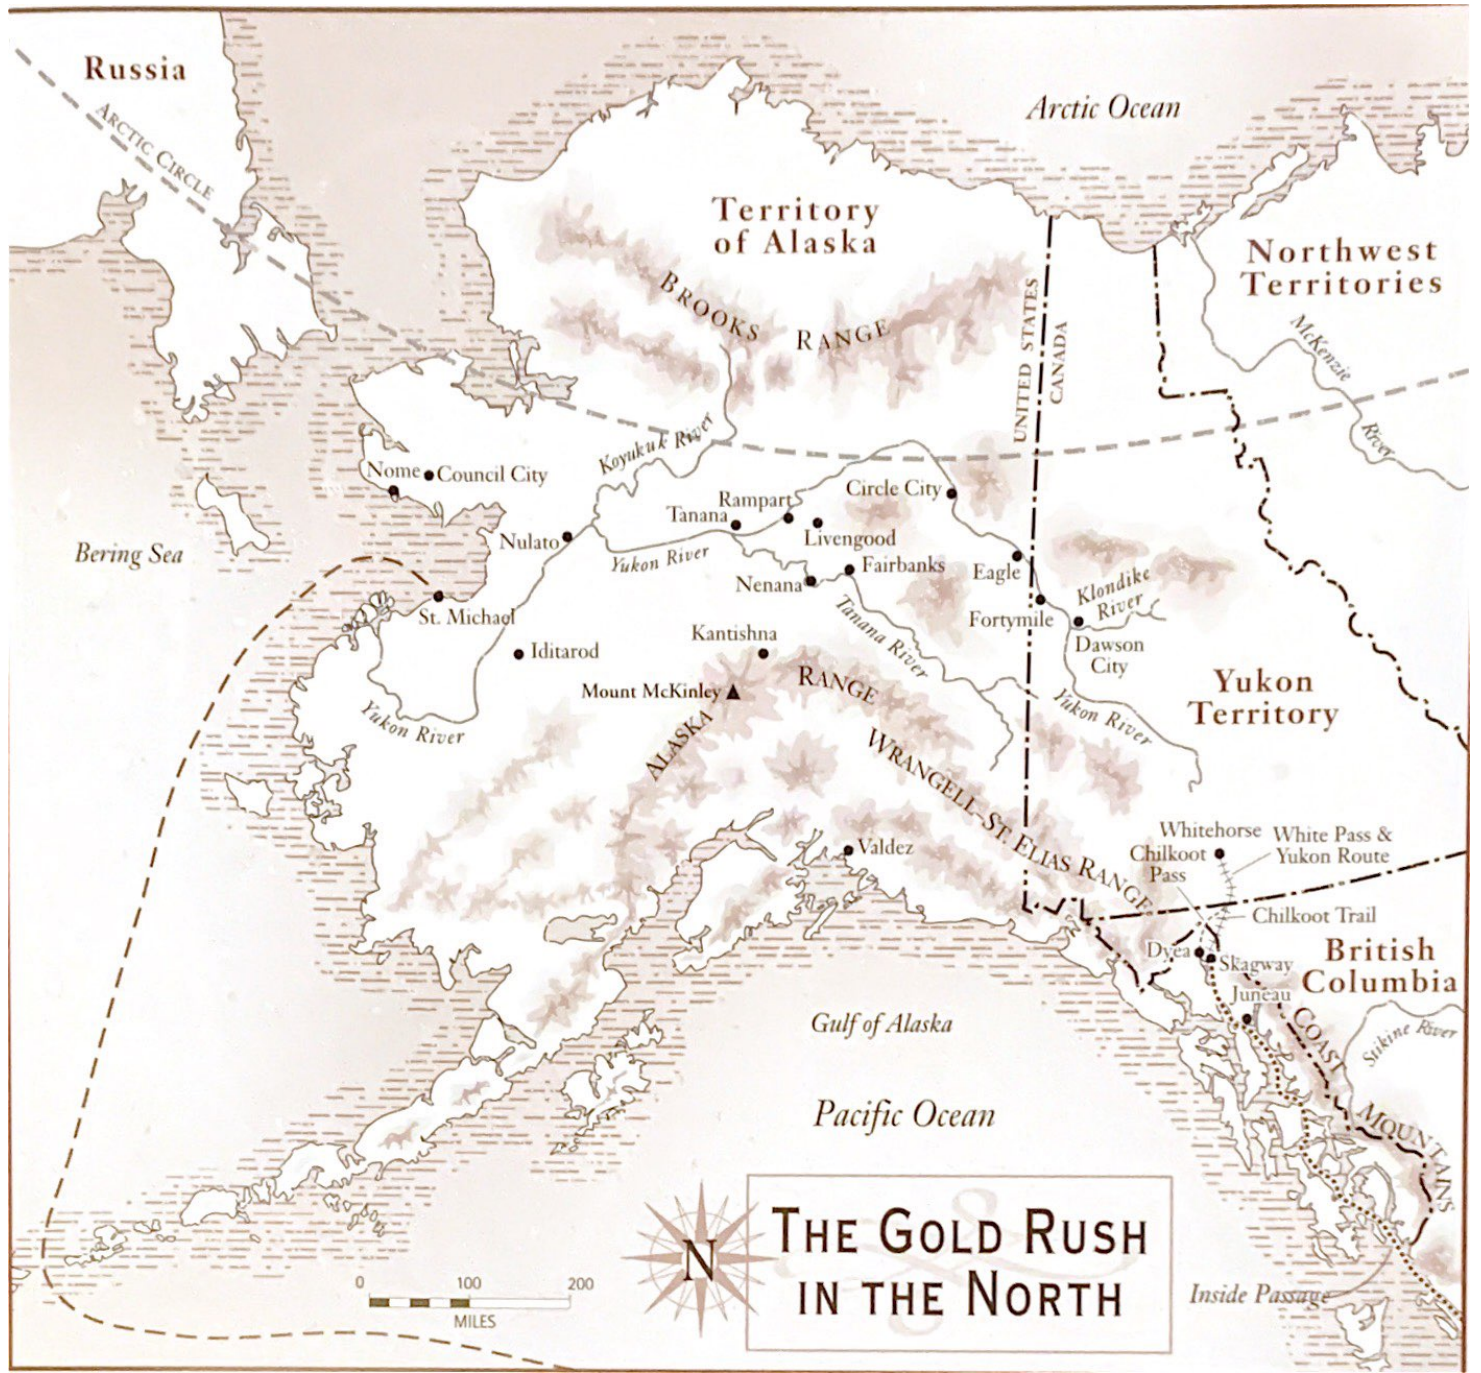 Russia
ARCTIC CIRCLE
Arctic Ocean
Territory
of Alaska
Northwest
Territories
BROOKS RANGE
UNITED STATES
CANADA
McKenzie
River
Koyukuk River
Nome
Council City
Circle City
Rampart
Tanana
Livengood
Nulato
Yukon River
Bering Sea
Fairbanks
Nenana
Eagle
Klondike
River
St. Michael
Fortymile
Tanana River
Dawson
City
Kantishna
Iditarod
Mount McKinley
ALASKA RANGE
Yukon River
Yukon River
Yukon
Territory
WRANGELL–ST. ELIAS RANGE
Whitehorse
White Pass &
Yukon Route
Chilkoot
Pass
Valdez
Chilkoot Trail
Dyea
Skagway
British
Columbia
Juneau
COAST MOUNTAINS
Stikine River
Gulf of Alaska
Pacific Ocean
N
THE GOLD RUSH
IN THE NORTH
0 100 200
MILES
Inside Passage